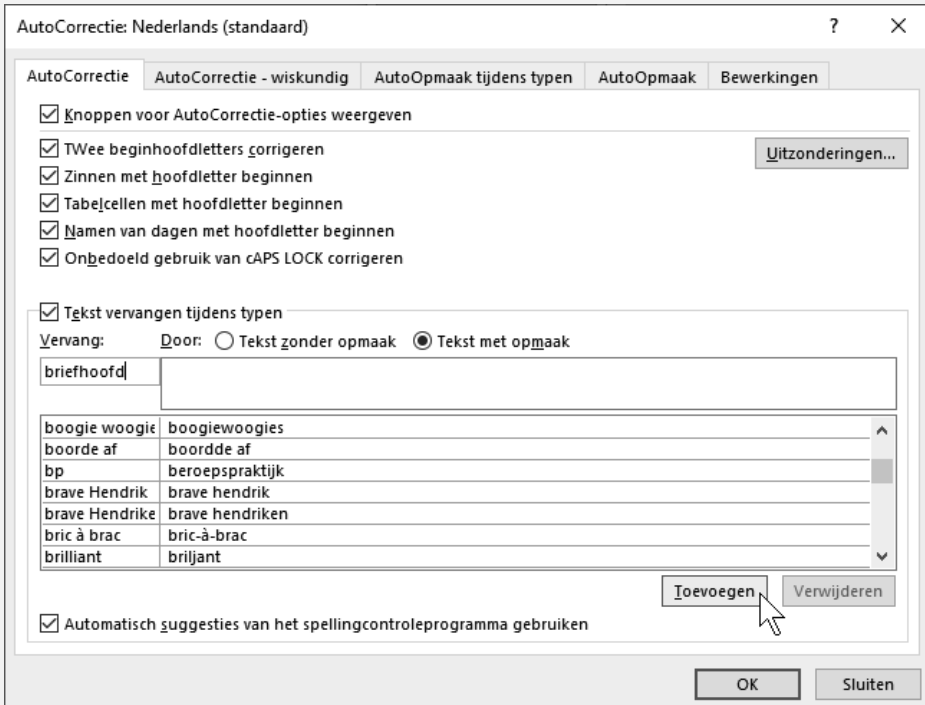 AutoCorrectie: Nederlands (standaard)
AutoCorrectie AutoCorrectie - wiskundig AutoOpmaak tijdens typen AutoOpmaak Bewerkingen
Knoppen voor AutoCorrectie-opties weergeven
TWee beginhoofdletters corrigeren
Uitzonderingen...
Zinnen met hoofdletter beginnen
Tabelcellen met hoofdletter beginnen
Namen van dagen met hoofdletter beginnen
Onbedoeld gebruik van cAPS LOCK corrigeren
Tekst vervangen tijdens typen
Vervang: Door: Tekst zonder opmaak Tekst met opmaak
briefhoofd
boogie woogie boogiewoogies
boorde af boordde af
bp beroepspraktijk
brave Hendrik brave hendrik
brave Hendrike brave hendriken
bric à brac bric-à-brac
brilliant briljant
Toevoegen Verwijderen
Automatisch suggesties van het spellingcontroleprogramma gebruiken
OK Sluiten